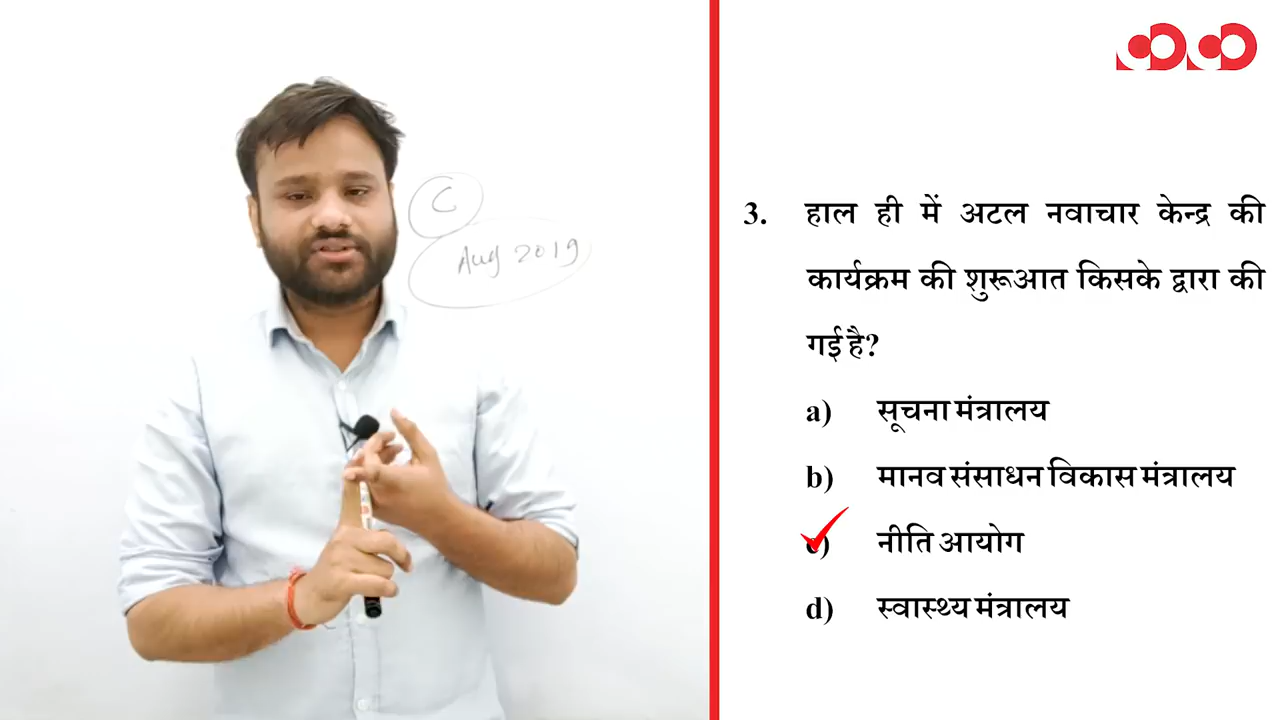 C
Aug 2019
3. हाल ही में अटल नवाचार केन्द्र की
कार्यक्रम की शुरूआत किसके द्वारा की
गई है?
a) सूचना मंत्रालय
b) मानव संसाधन विकास मंत्रालय
c) नीति आयोग
d) स्वास्थ्य मंत्रालय